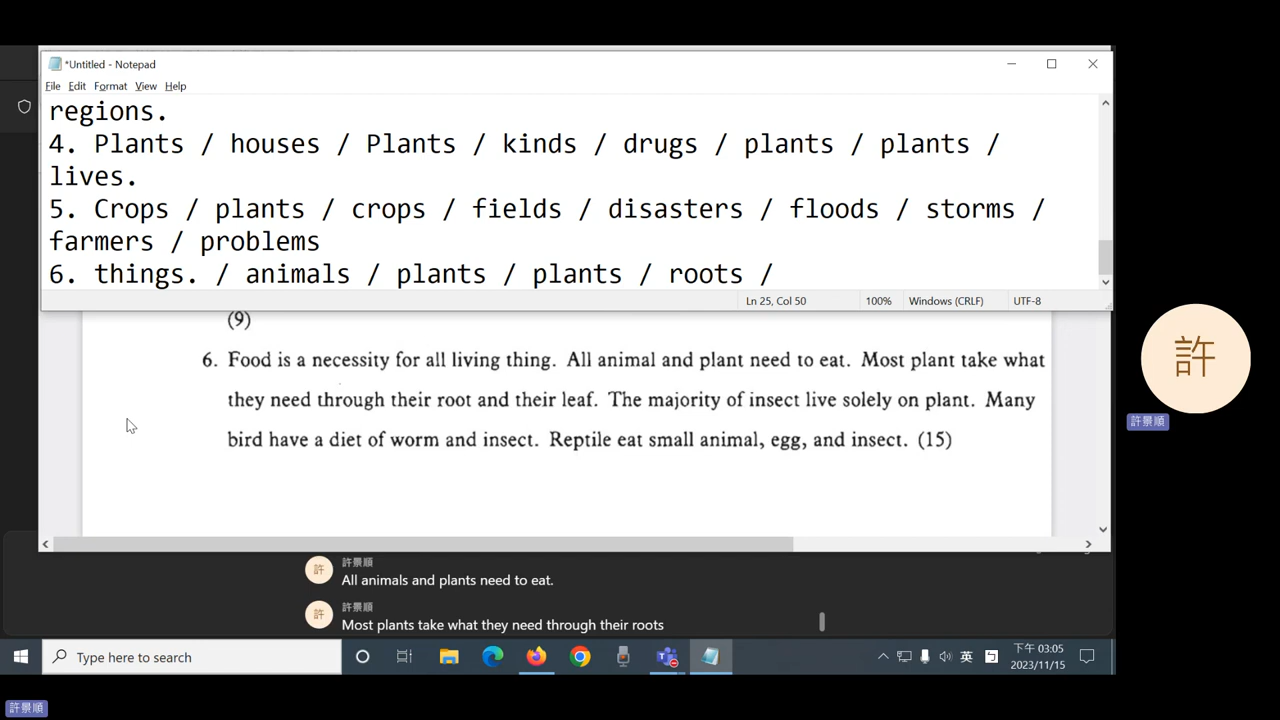 *Untitled - Notepad
File Edit Format View Help
regions.
4. Plants / houses / Plants / kinds / drugs / plants / plants /
lives.
5. Crops / plants / crops / fields / disasters / floods / storms /
farmers / problems
6. things. / animals / plants / plants / roots /
Ln 25, Col 50 100% Windows (CRLF) UTF-8
(9)
6. Food is a necessity for all living thing. All animal and plant need to eat. Most plant take what
they need through their root and their leaf. The majority of insect live solely on plant. Many
bird have a diet of worm and insect. Reptile eat small animal, egg, and insect. (15)
許
許景順
許 許景順
All animals and plants need to eat.
許 許景順
Most plants take what they need through their roots
Type here to search
英
下午 03:05
2023/11/15
許景順